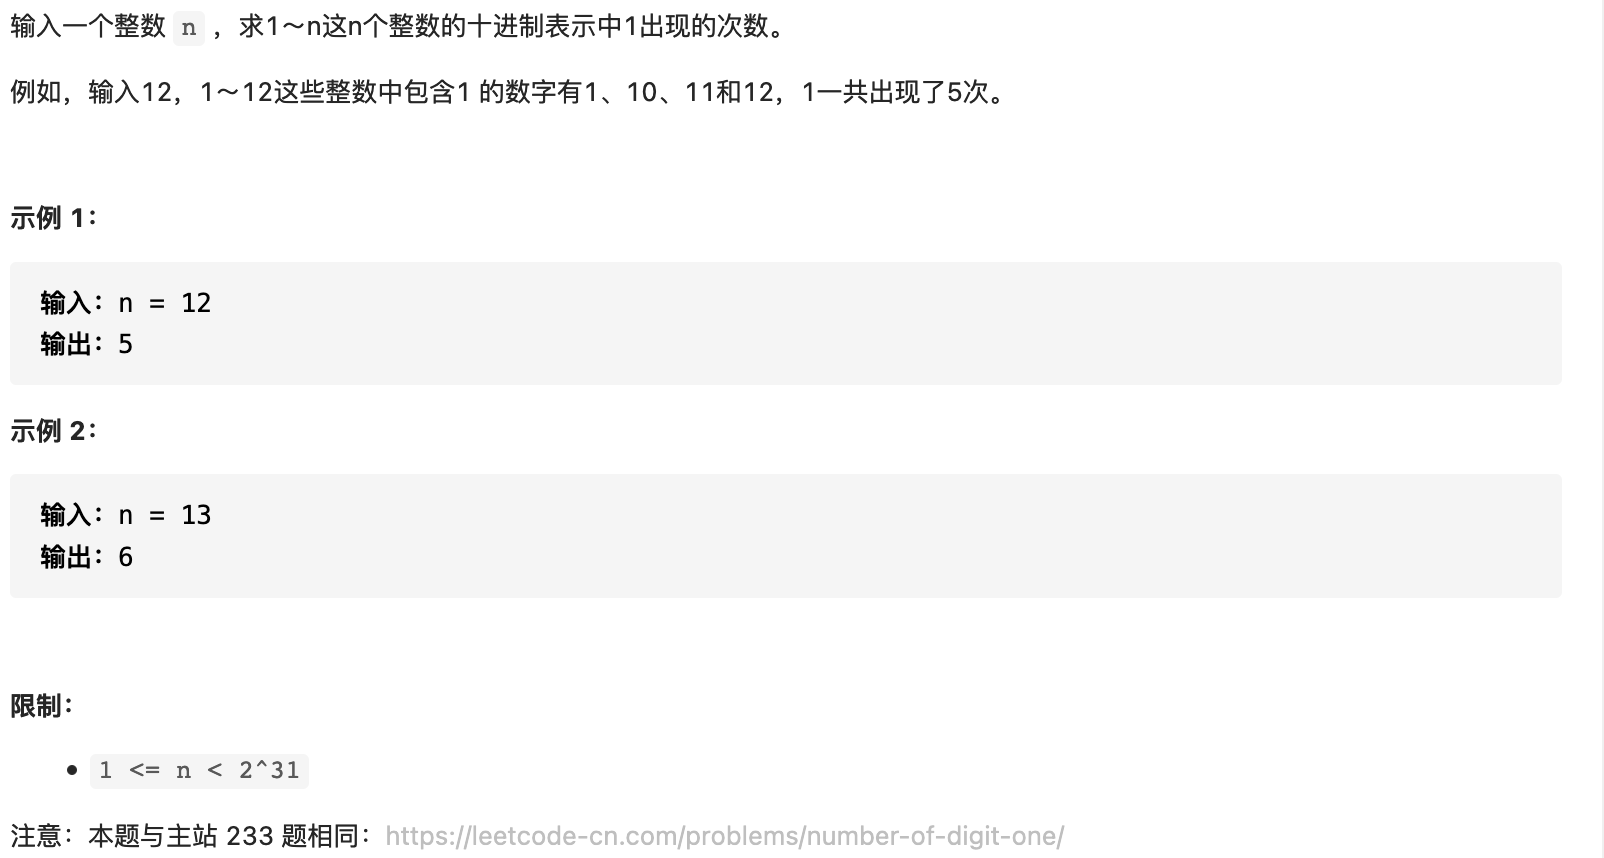 输入一个整数 n ，求1～n这n个整数的十进制表示中1出现的次数。
例如，输入12，1～12这些整数中包含1 的数字有1、10、11和12，1一共出现了5次。
示例 1：
输入：n = 12
输出：5
示例 2：
输入：n = 13
输出：6
限制：
• 1 <= n < 2^31
注意：本题与主站 233 题相同：https://leetcode-cn.com/problems/number-of-digit-one/